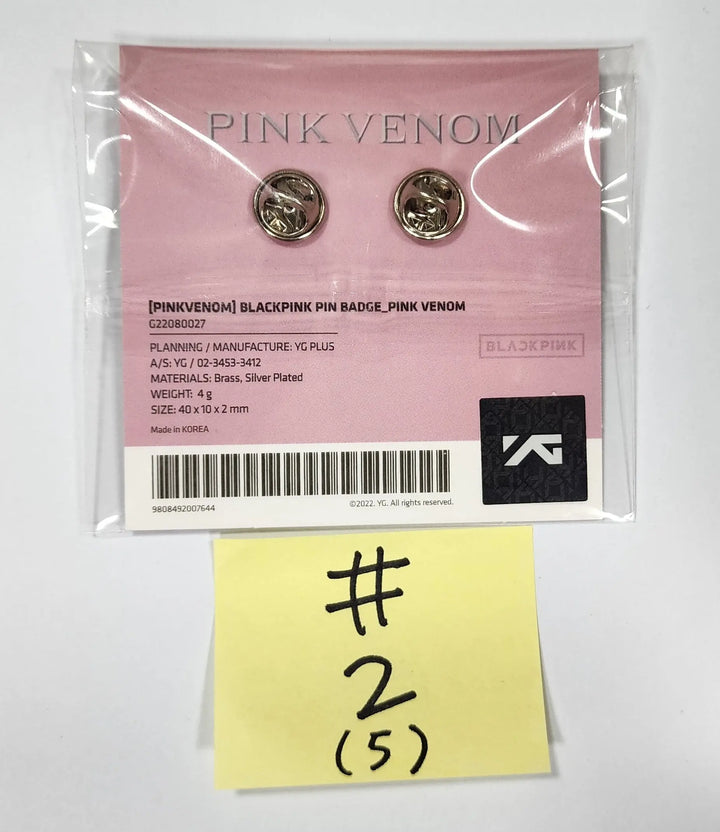 PINK VENOM
[PINKVENOM] BLACKPINK PIN BADGE_PINK VENOM
G22080027
PLANNING / MANUFACTURE: YG PLUS
A/S: YG / 02-3453-3412
MATERIALS: Brass, Silver Plated
WEIGHT: 4 g
SIZE: 40 x 10 x 2 mm
Made in KOREA
BLACKPINK
YG
9808492007644
©2022. YG. All rights reserved.
#
2
(5)